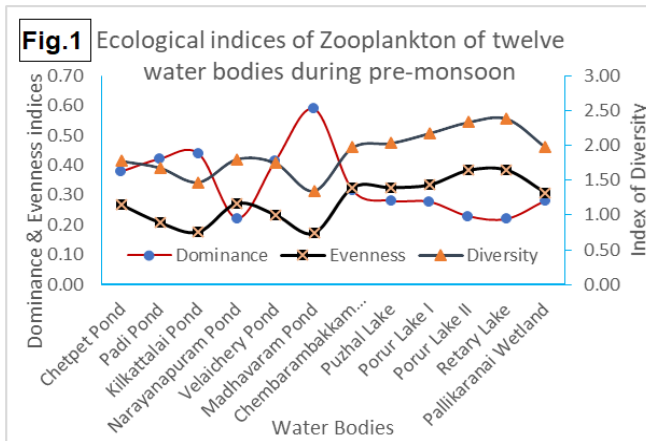 Fig.1 Ecological indices of Zooplankton of twelve
water bodies during pre-monsoon
Dominance & Evenness indices
0.70
0.60
0.50
0.40
0.30
0.20
0.10
0.00
3.00
2.50
2.00
1.50
1.00
0.50
0.00
Index of Diversity
Dominance Evenness Diversity
Chetpet Pond
Padi Pond
Kilkattalai Pond
Narayanapuram Pond
Velaichery Pond
Madhavaram Pond
Chembarambakkam...
Puzhal Lake
Porur Lake I
Porur Lake II
Retary Lake
Pallikaranai Wetland
Water Bodies